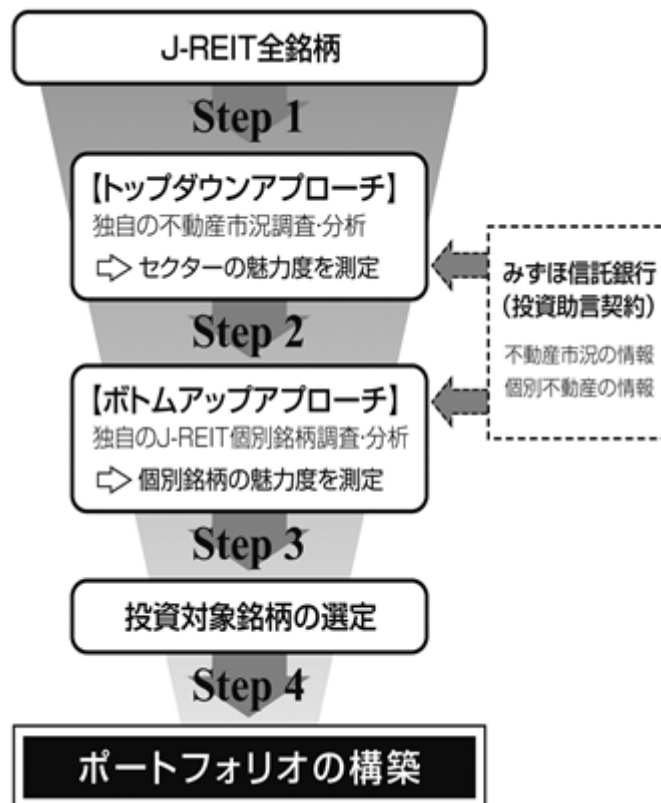 J-REIT全銘柄
Step 1
【トップダウンアプローチ】
独自の不動産市況調査・分析
⇨ セクターの魅力度を測定
みずほ信託銀行
(投資助言契約)
不動産市況の情報
個別不動産の情報
Step 2
【ボトムアップアプローチ】
独自のJ-REIT個別銘柄調査・分析
⇨ 個別銘柄の魅力度を測定
Step 3
投資対象銘柄の選定
Step 4
ポートフォリオの構築